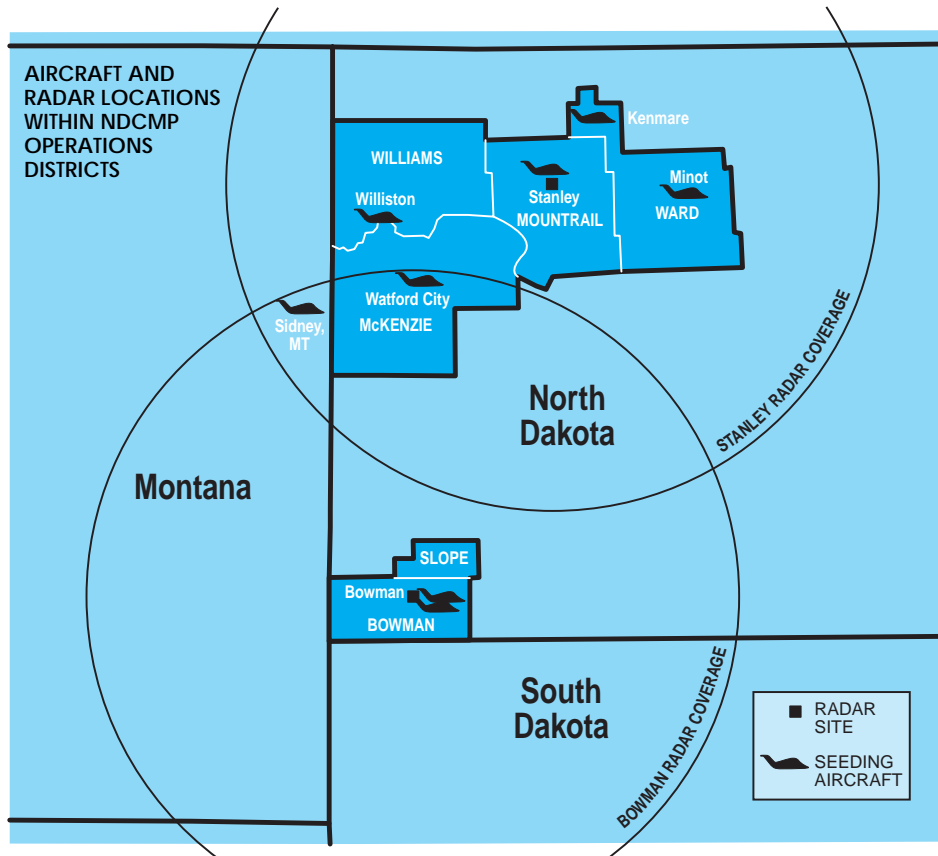 AIRCRAFT AND
RADAR LOCATIONS
WITHIN NDCMP
OPERATIONS
DISTRICTS
Kenmare
WILLIAMS
Williston
Stanley
MOUNTRAIL
Minot
WARD
Watford City
McKENZIE
Sidney,
MT
STANLEY RADAR COVERAGE
North
Dakota
Montana
SLOPE
Bowman
BOWMAN
South
Dakota
BOWMAN RADAR COVERAGE
RADAR
SITE
SEEDING
AIRCRAFT